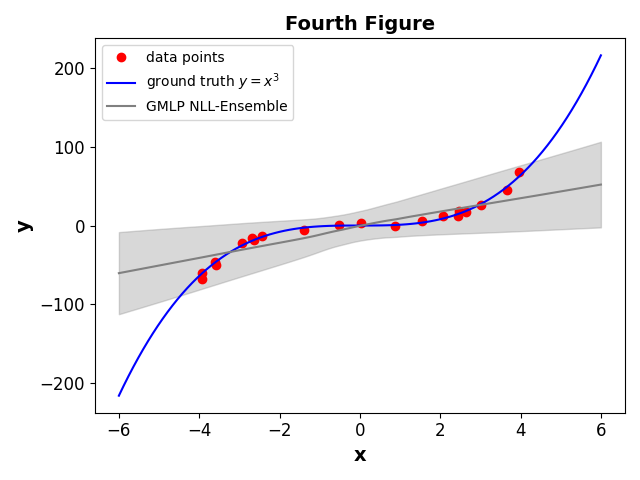 Fourth Figure
data points
ground truth $y = x^3$
GMLP NLL-Ensemble
y
200
100
0
−100
−200
−6 −4 −2 0 2 4 6
x